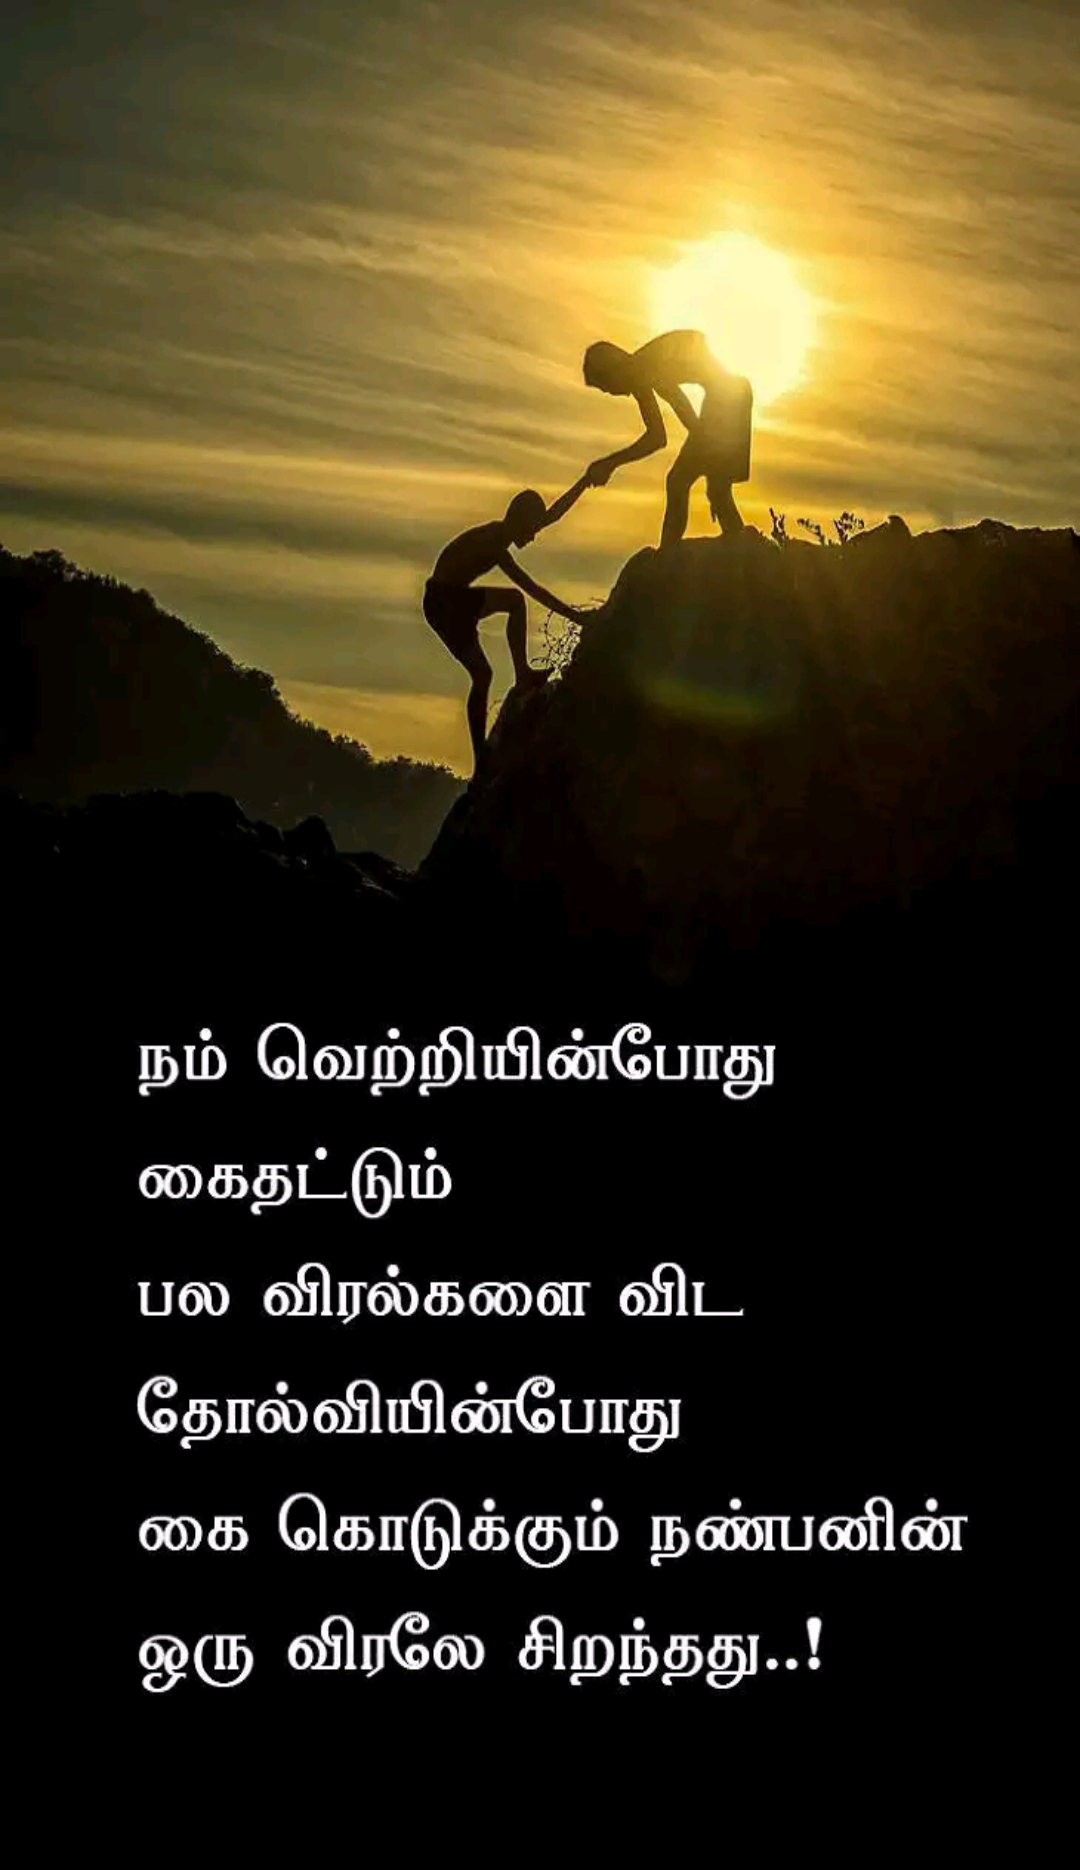 நம் வெற்றியின்போது
கைதட்டும்
பல விரல்களை விட
தோல்வியின்போது
கை கொடுக்கும் நண்பனின்
ஒரு விரலே சிறந்தது..!